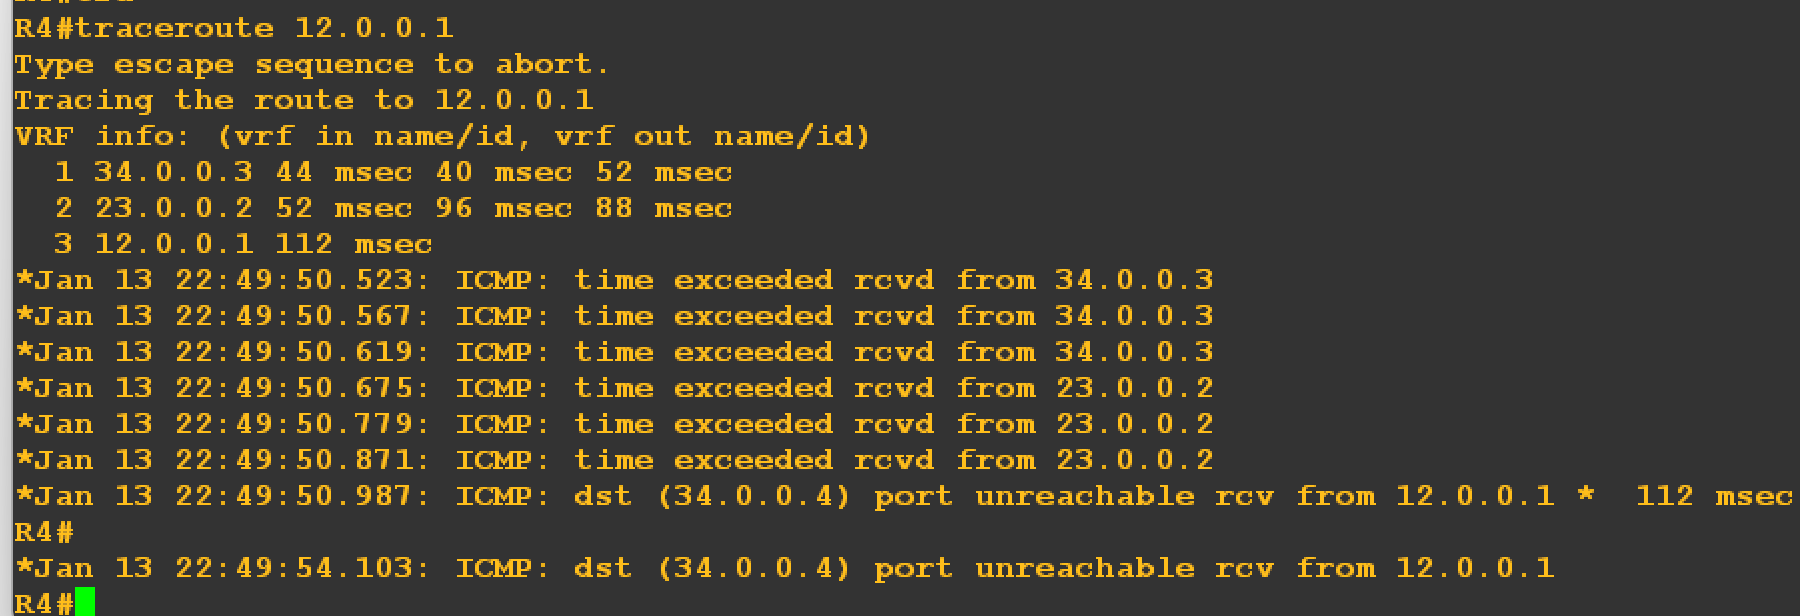 R4#traceroute 12.0.0.1
Type escape sequence to abort.
Tracing the route to 12.0.0.1
VRF info: (vrf in name/id, vrf out name/id)
  1 34.0.0.3 44 msec 40 msec 52 msec
  2 23.0.0.2 52 msec 96 msec 88 msec
  3 12.0.0.1 112 msec
*Jan 13 22:49:50.523: ICMP: time exceeded rcvd from 34.0.0.3
*Jan 13 22:49:50.567: ICMP: time exceeded rcvd from 34.0.0.3
*Jan 13 22:49:50.619: ICMP: time exceeded rcvd from 34.0.0.3
*Jan 13 22:49:50.675: ICMP: time exceeded rcvd from 23.0.0.2
*Jan 13 22:49:50.779: ICMP: time exceeded rcvd from 23.0.0.2
*Jan 13 22:49:50.871: ICMP: time exceeded rcvd from 23.0.0.2
*Jan 13 22:49:50.987: ICMP: dst (34.0.0.4) port unreachable rcv from 12.0.0.1 *  112 msec
R4#
*Jan 13 22:49:54.103: ICMP: dst (34.0.0.4) port unreachable rcv from 12.0.0.1
R4#